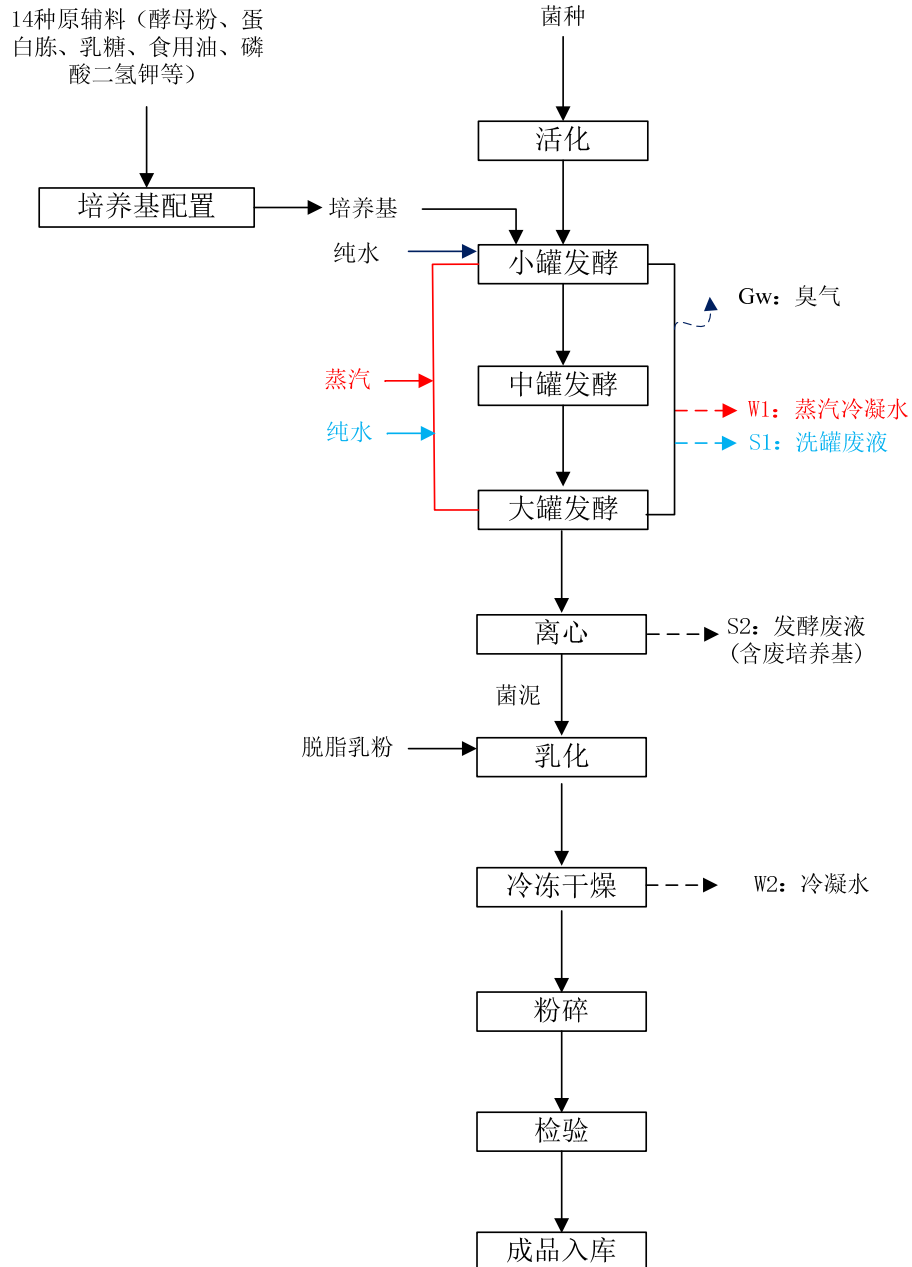 14种原辅料（酵母粉、蛋
白胨、乳糖、食用油、磷
酸二氢钾等）
菌种
活化
培养基配置
培养基
纯水
小罐发酵
Gw：臭气
蒸汽
中罐发酵
W1：蒸汽冷凝水
纯水
S1：洗罐废液
大罐发酵
离心
S2：发酵废液
(含废培养基)
菌泥
脱脂乳粉
乳化
冷冻干燥
W2：冷凝水
粉碎
检验
成品入库